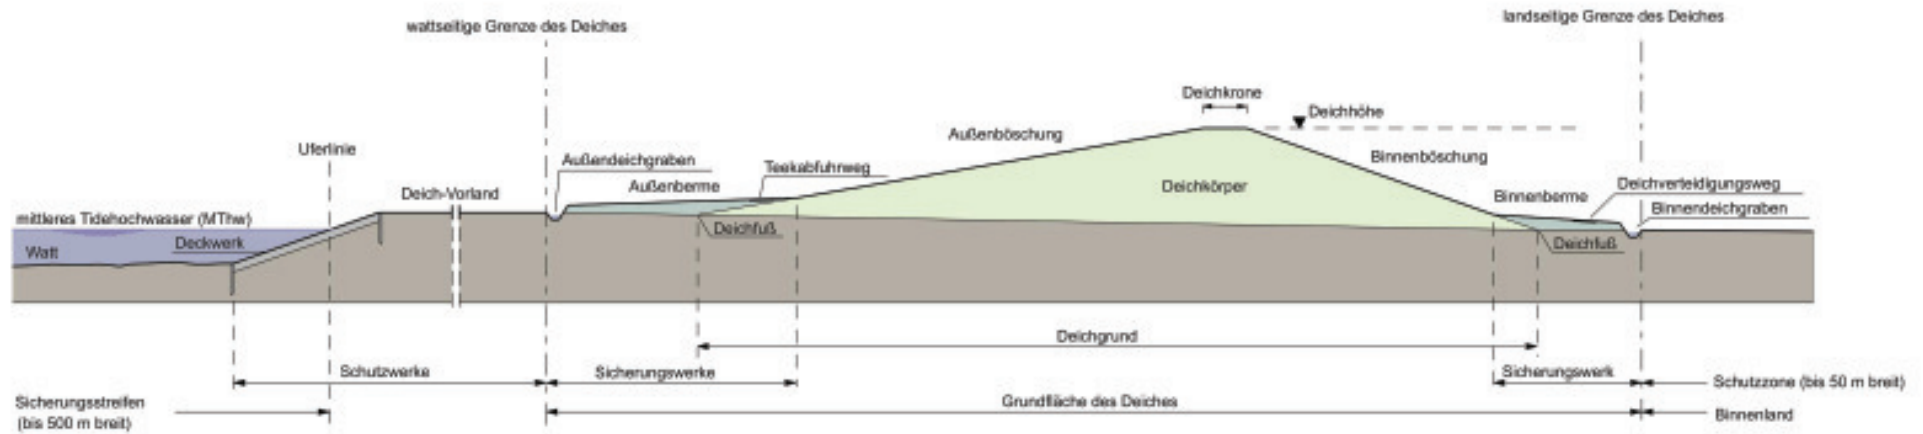 landseitige Grenze des Deiches
wattseitige Grenze des Deiches
Deichkrone
Deichhöhe
Außenböschung
Uferlinie
Außendeichgraben
Teekabfuhrweg
Binnenböschung
Deich-Vorland
Außenberme
Deichkörper
Binnenberme
Deichverteidigungsweg
Binnendeichgraben
mittleres Tidehochwasser (MThw)
Deichfuß
Deckwerk
Deichfuß
Watt
Deichgrund
Schutzwerke
Sicherungswerke
Sicherungswerk
Schutzzone (bis 50 m breit)
Sicherungsstreifen
(bis 500 m breit)
Grundfläche des Deiches
Binnenland